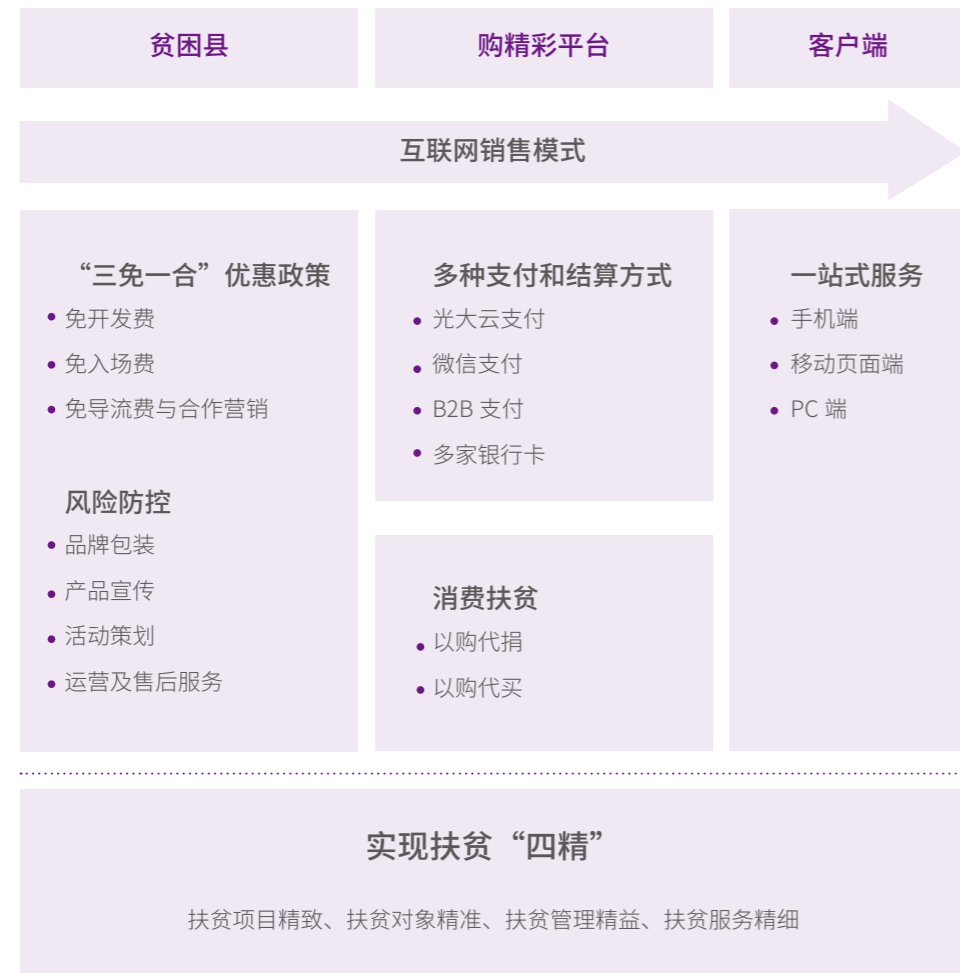 贫困县
购精彩平台
客户端
互联网销售模式
“三免一合”优惠政策
免开发费
免入场费
免导流费与合作营销
风险防控
品牌包装
产品宣传
活动策划
运营及售后服务
多种支付和结算方式
光大云支付
微信支付
B2B 支付
多家银行卡
消费扶贫
以购代捐
以购代买
一站式服务
手机端
移动页面端
PC 端
实现扶贫“四精”
扶贫项目精致、扶贫对象精准、扶贫管理精益、扶贫服务精细